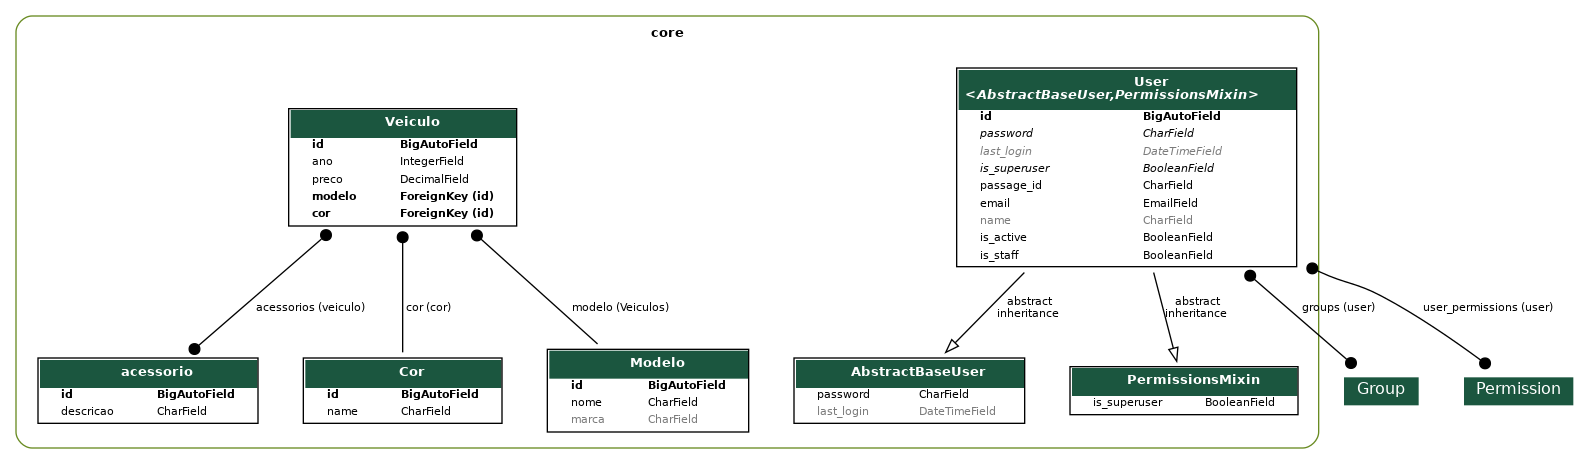 core
Veiculo
id BigAutoField
ano IntegerField
preco DecimalField
modelo ForeignKey (id)
cor ForeignKey (id)
User
<AbstractBaseUser,PermissionsMixin>
id BigAutoField
password CharField
last_login DateTimeField
is_superuser BooleanField
passage_id CharField
email EmailField
name CharField
is_active BooleanField
is_staff BooleanField
acessorios (veiculo)
cor (cor)
modelo (Veiculos)
abstract
inheritance
abstract
inheritance
groups (user)
user_permissions (user)
acessorio
id BigAutoField
descricao CharField
Cor
id BigAutoField
name CharField
Modelo
id BigAutoField
nome CharField
marca CharField
AbstractBaseUser
password CharField
last_login DateTimeField
PermissionsMixin
is_superuser BooleanField
Group
Permission